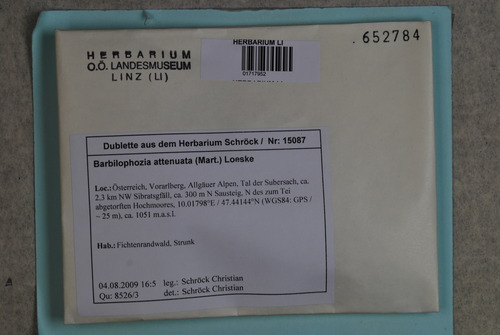 HERBARIUM
O.Ö. LANDESMUSEUM
LINZ (LI)
HERBARIUM LI
01717952
652784
Dublette aus dem Herbarium Schröck / Nr: 15087
Barbilophozia attenuata (Mart.) Loeske
Loc.: Österreich, Vorarlberg, Allgäuer Alpen, Tal der Subersach, ca.
2,3 km NW Sibratsgfäll, ca. 300 m N Sausteig, N des zum Tei
abgetorften Hochmoores, 10.01798°E / 47.44144°N (WGS84: GPS /
~ 25 m), ca. 1051 m.a.s.l.
Hab.: Fichtenrandwald, Strunk
04.08.2009 16:5 leg.: Schröck Christian
Qu: 8526/3 det.: Schröck Christian